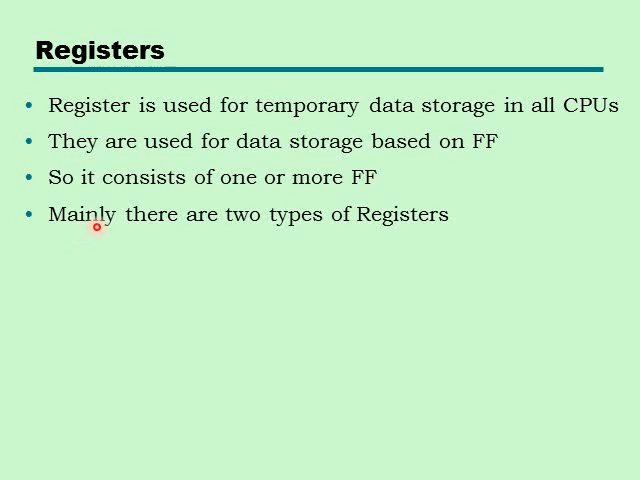 Registers
Register is used for temporary data storage in all CPUs
They are used for data storage based on FF
So it consists of one or more FF
Mainly there are two types of Registers